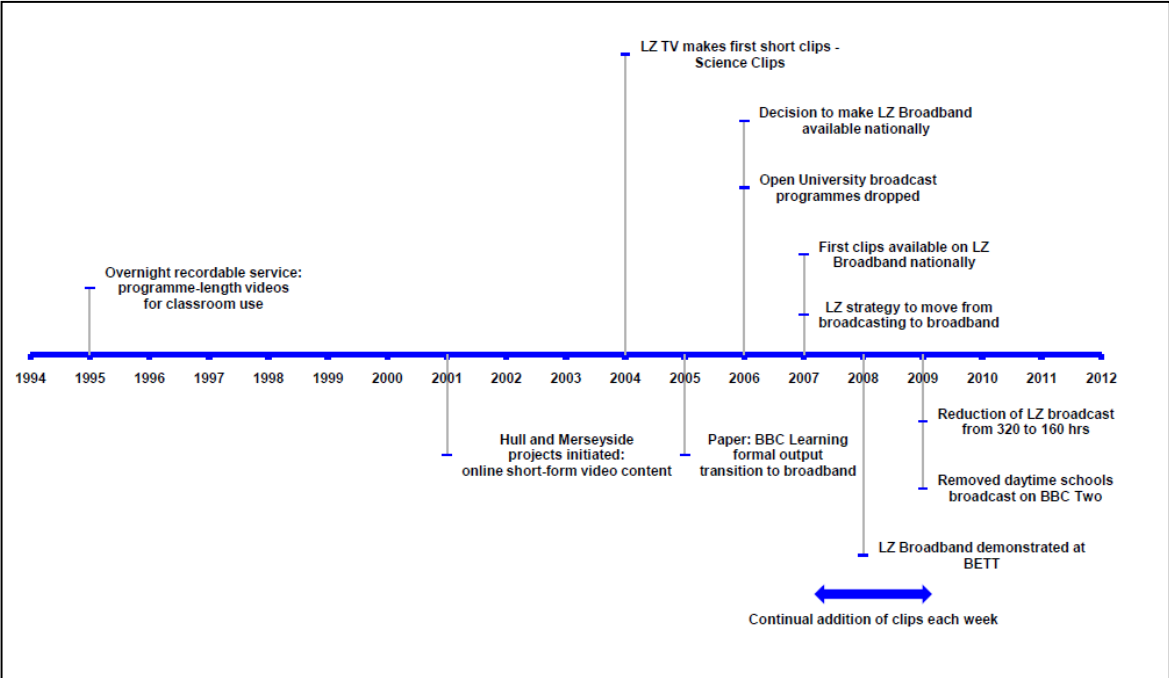 LZ TV makes first short clips -
Science Clips
Decision to make LZ Broadband
available nationally
Open University broadcast
programmes dropped
First clips available on LZ
Broadband nationally
Overnight recordable service:
programme-length videos
for classroom use
LZ strategy to move from
broadcasting to broadband
1994 1995 1996 1997 1998 1999 2000 2001 2002 2003 2004 2005 2006 2007 2008 2009 2010 2011 2012
Hull and Merseyside
projects initiated:
online short-form video content
Paper: BBC Learning
formal output
transition to broadband
Reduction of LZ broadcast
from 320 to 160 hrs
Removed daytime schools
broadcast on BBC Two
LZ Broadband demonstrated at
BETT
Continual addition of clips each week